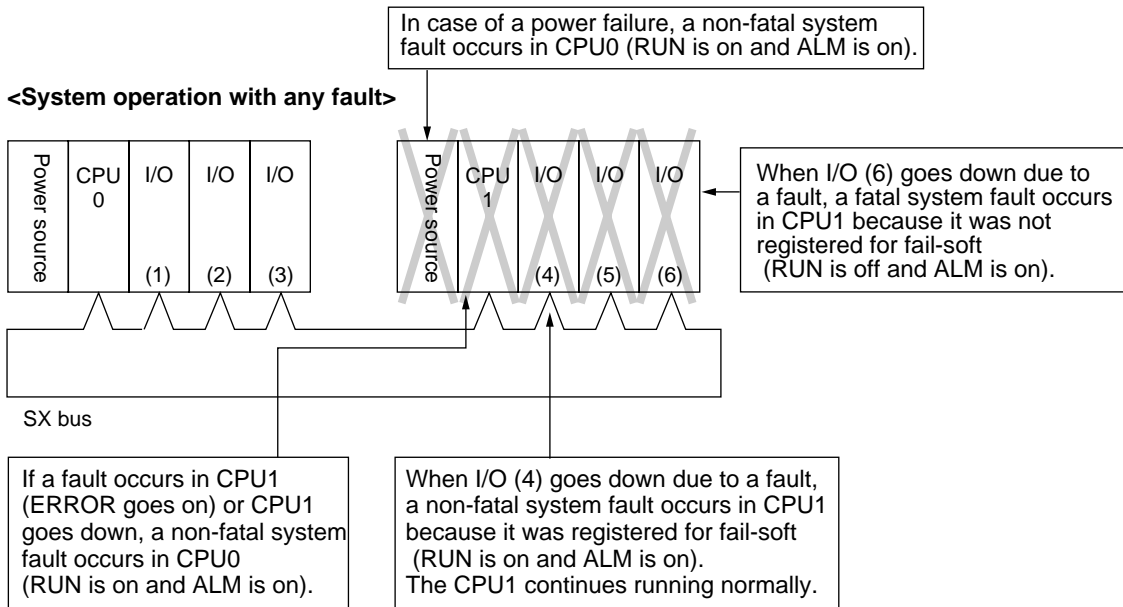 In case of a power failure, a non-fatal system
fault occurs in CPU0 (RUN is on and ALM is on).
<System operation with any fault>
Power source
CPU
0
I/O
(1)
I/O
(2)
I/O
(3)
Power source
CPU
1
I/O
(4)
I/O
(5)
I/O
(6)
When I/O (6) goes down due to
a fault, a fatal system fault occurs
in CPU1 because it was not
registered for fail-soft
(RUN is off and ALM is on).
SX bus
If a fault occurs in CPU1
(ERROR goes on) or CPU1
goes down, a non-fatal system
fault occurs in CPU0
(RUN is on and ALM is on).
When I/O (4) goes down due to a fault,
a non-fatal system fault occurs in CPU1
because it was registered for fail-soft
(RUN is on and ALM is on).
The CPU1 continues running normally.